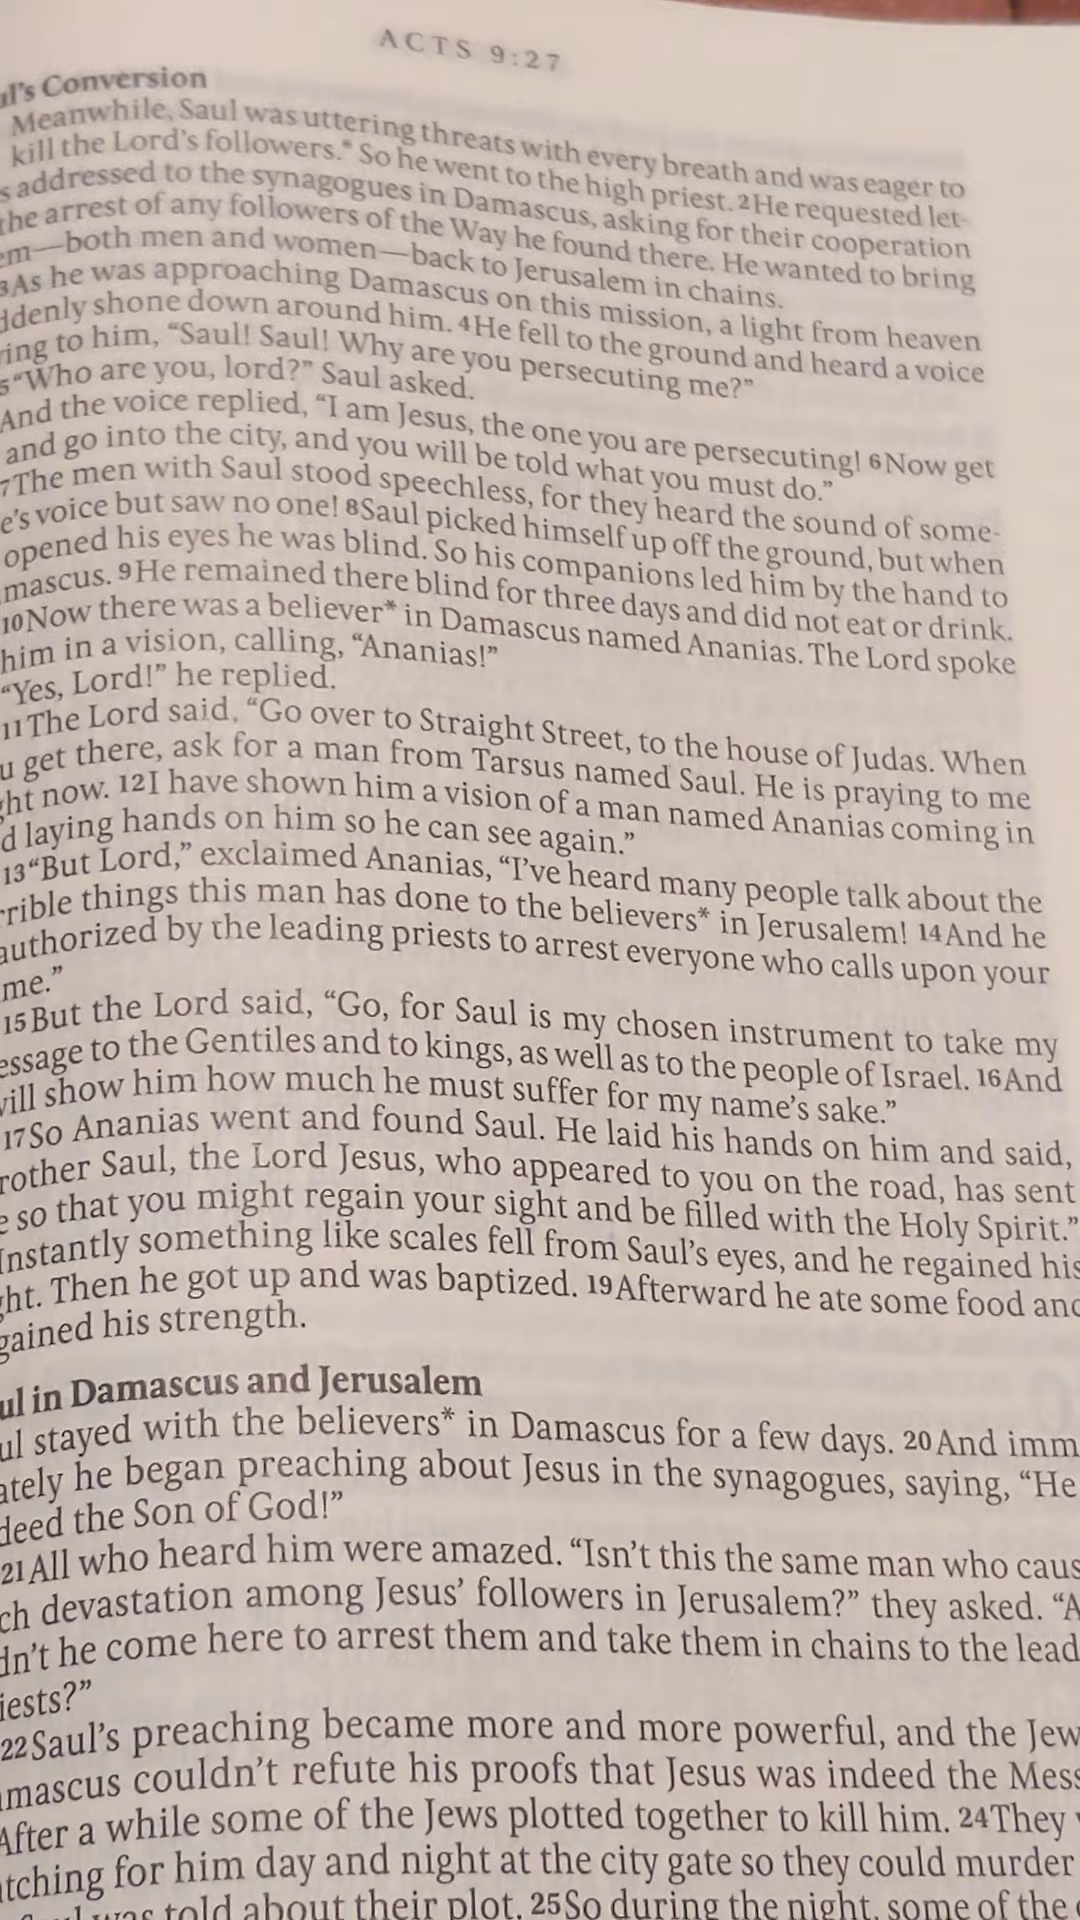 ACTS 9:27
ul's Conversion
Meanwhile, Saul was uttering threats with every breath and was eager to
kill the Lord's followers.* So he went to the high priest. 2He requested let-
s addressed to the synagogues in Damascus, asking for their cooperation
the arrest of any followers of the Way he found there. He wanted to bring
em—both men and women—back to Jerusalem in chains.
3As he was approaching Damascus on this mission, a light from heaven
ddenly shone down around him. 4He fell to the ground and heard a voice
ying to him, “Saul! Saul! Why are you persecuting me?”
5“Who are you, lord?” Saul asked.
And the voice replied, “I am Jesus, the one you are persecuting! 6Now get
and go into the city, and you will be told what you must do.”
7The men with Saul stood speechless, for they heard the sound of some-
e's voice but saw no one! 8Saul picked himself up off the ground, but when
opened his eyes he was blind. So his companions led him by the hand to
mascus. 9He remained there blind for three days and did not eat or drink.
10Now there was a believer* in Damascus named Ananias. The Lord spoke
him in a vision, calling, “Ananias!”
“Yes, Lord!” he replied.
11The Lord said, “Go over to Straight Street, to the house of Judas. When
u get there, ask for a man from Tarsus named Saul. He is praying to me
ght now. 12I have shown him a vision of a man named Ananias coming in
d laying hands on him so he can see again.”
13“But Lord,” exclaimed Ananias, “I've heard many people talk about the
rrible things this man has done to the believers* in Jerusalem! 14And he
authorized by the leading priests to arrest everyone who calls upon your
me.”
15But the Lord said, “Go, for Saul is my chosen instrument to take my
essage to the Gentiles and to kings, as well as to the people of Israel. 16And
will show him how much he must suffer for my name's sake.”
17So Ananias went and found Saul. He laid his hands on him and said,
rother Saul, the Lord Jesus, who appeared to you on the road, has sent
e so that you might regain your sight and be filled with the Holy Spirit.”
Instantly something like scales fell from Saul's eyes, and he regained his
ght. Then he got up and was baptized. 19Afterward he ate some food and
gained his strength.
ul in Damascus and Jerusalem
ul stayed with the believers* in Damascus for a few days. 20And imm
ately he began preaching about Jesus in the synagogues, saying, “He
deed the Son of God!”
21All who heard him were amazed. “Isn't this the same man who caus
ch devastation among Jesus' followers in Jerusalem?” they asked. “A
dn't he come here to arrest them and take them in chains to the lead
iests?”
22Saul's preaching became more and more powerful, and the Jew
mascus couldn't refute his proofs that Jesus was indeed the Mess
After a while some of the Jews plotted together to kill him. 24They
tching for him day and night at the city gate so they could murder
was told about their plot. 25So during the night, some of the